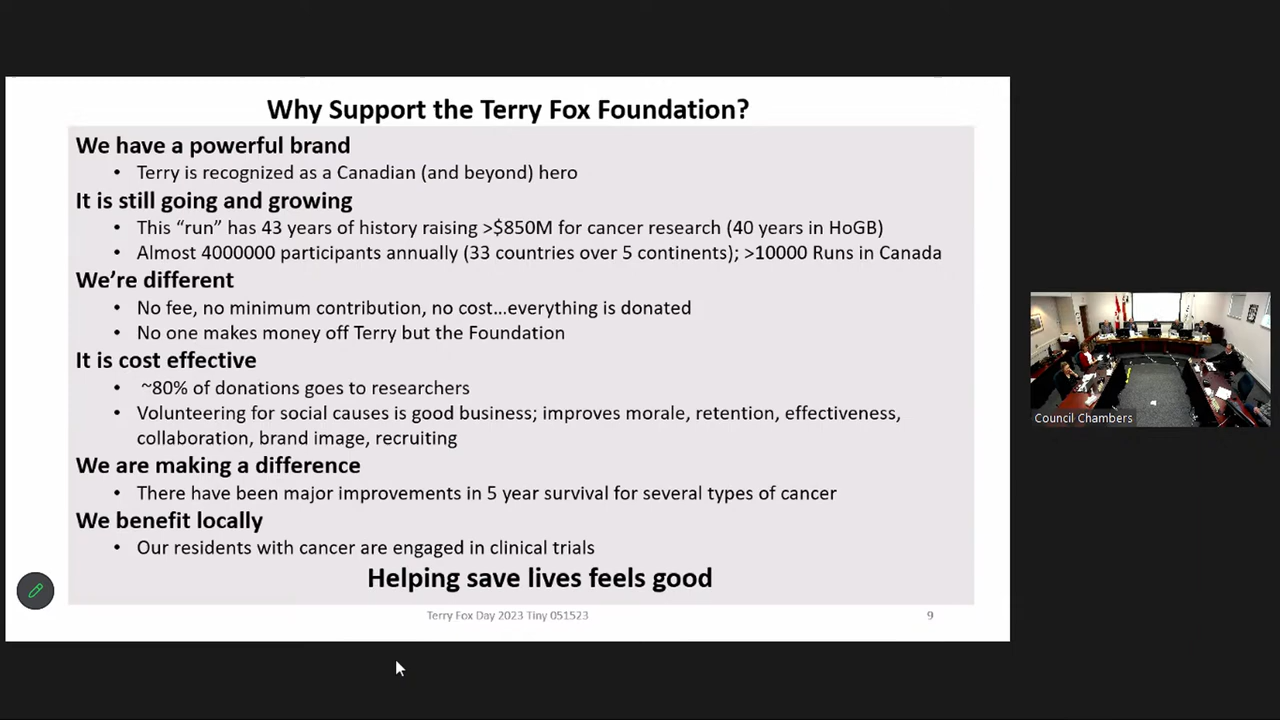 Why Support the Terry Fox Foundation?
We have a powerful brand
• Terry is recognized as a Canadian (and beyond) hero
It is still going and growing
• This “run” has 43 years of history raising >$850M for cancer research (40 years in HoGB)
• Almost 4000000 participants annually (33 countries over 5 continents); >10000 Runs in Canada
We’re different
• No fee, no minimum contribution, no cost...everything is donated
• No one makes money off Terry but the Foundation
It is cost effective
• ~80% of donations goes to researchers
• Volunteering for social causes is good business; improves morale, retention, effectiveness,
collaboration, brand image, recruiting
We are making a difference
• There have been major improvements in 5 year survival for several types of cancer
We benefit locally
• Our residents with cancer are engaged in clinical trials
Helping save lives feels good
Terry Fox Day 2023 Tiny 051523
9
Council Chambers